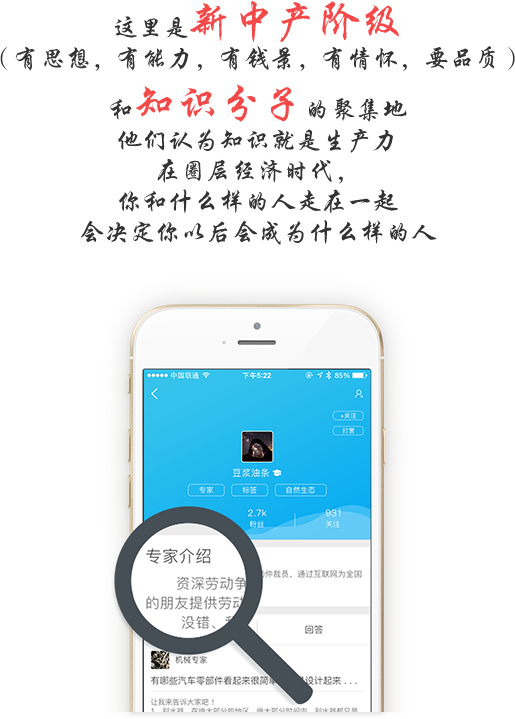 这里是新中产阶级
（有思想，有能力，有钱景，有情怀，要品质）
和知识分子的聚集地
他们认为知识就是生产力
在圈层经济时代，
你和什么样的人走在一起
会决定你以后会成为什么样的人
中国联通 下午5:22 85%
+关注
打赏
豆浆油条
专家 标签 自然生态
2.7k 931
粉丝 关注
专家介绍
资深劳动争
的仲裁员，通过互联网为全国
的朋友提供劳动
没错、
回答
机械专家
有哪些汽车零部件看起来很简单 设计起来 . . .
让我来告诉大家吧！